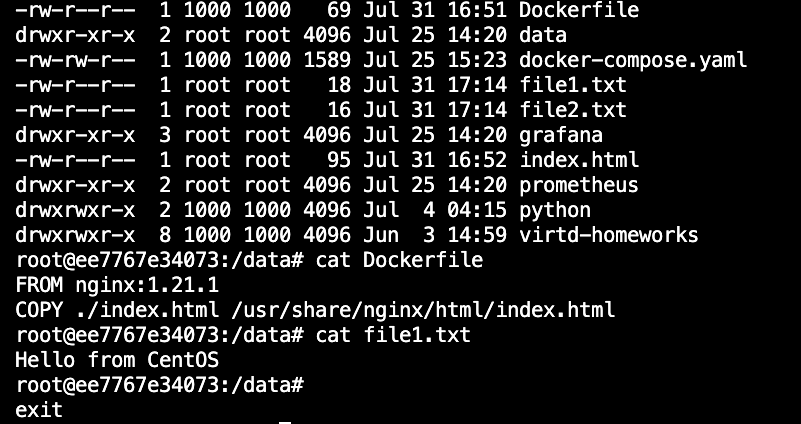 -rw-r--r--  1 1000 1000   69 Jul 31 16:51 Dockerfile
drwxr-xr-x  2 root root 4096 Jul 25 14:20 data
-rw-rw-r--  1 1000 1000 1589 Jul 25 15:23 docker-compose.yaml
-rw-r--r--  1 root root   18 Jul 31 17:14 file1.txt
-rw-r--r--  1 root root   16 Jul 31 17:14 file2.txt
drwxr-xr-x  3 root root 4096 Jul 25 14:20 grafana
-rw-r--r--  1 root root   95 Jul 31 16:52 index.html
drwxr-xr-x  2 root root 4096 Jul 25 14:20 prometheus
drwxrwxr-x  2 1000 1000 4096 Jul  4 04:15 python
drwxrwxr-x  8 1000 1000 4096 Jun  3 14:59 virtd-homeworks
root@ee7767e34073:/data# cat Dockerfile
FROM nginx:1.21.1
COPY ./index.html /usr/share/nginx/html/index.html
root@ee7767e34073:/data# cat file1.txt
Hello from CentOS
root@ee7767e34073:/data#
exit